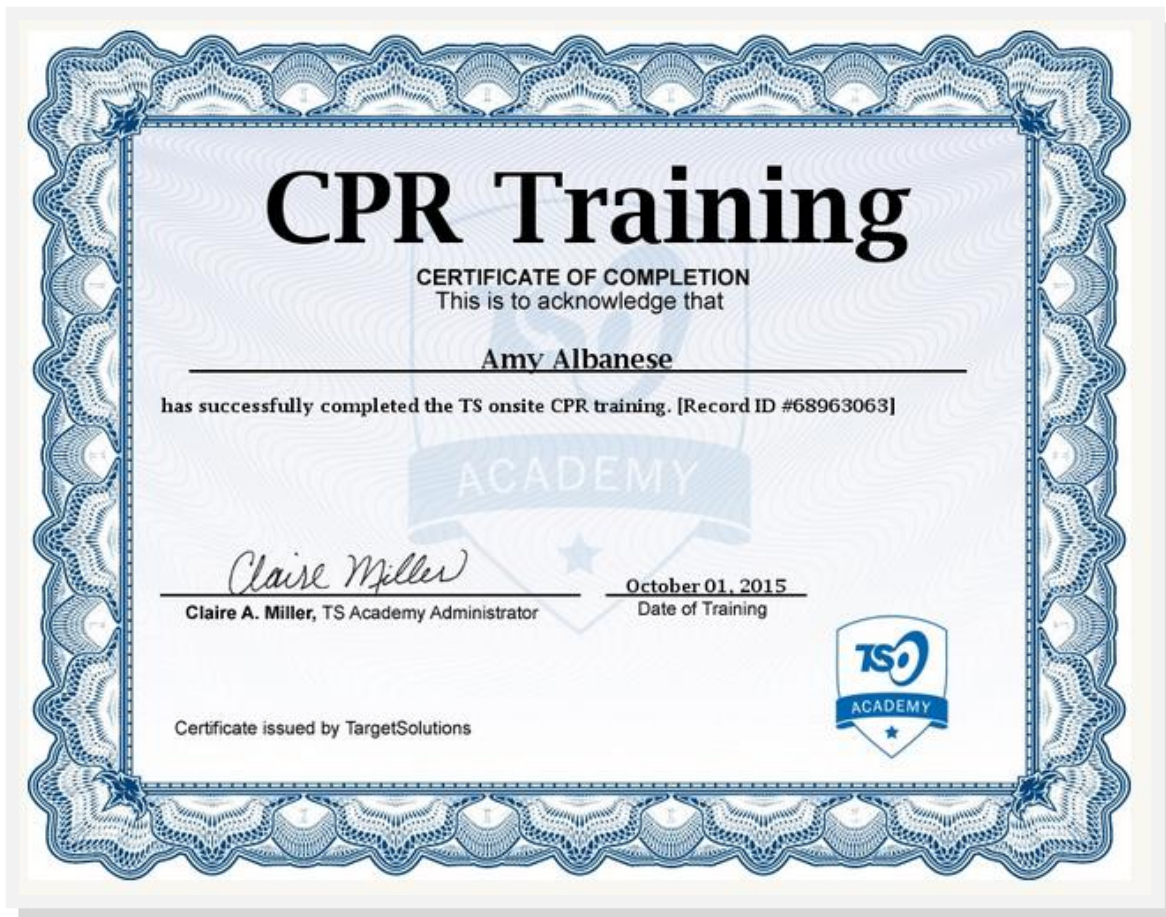 CPR Training
CERTIFICATE OF COMPLETION
This is to acknowledge that
Amy Albanese
has successfully completed the TS onsite CPR training. [Record ID #68963063]
TS
ACADEMY
Claire Miller
October 01, 2015
Claire A. Miller, TS Academy Administrator
Date of Training
TS
ACADEMY
Certificate issued by TargetSolutions